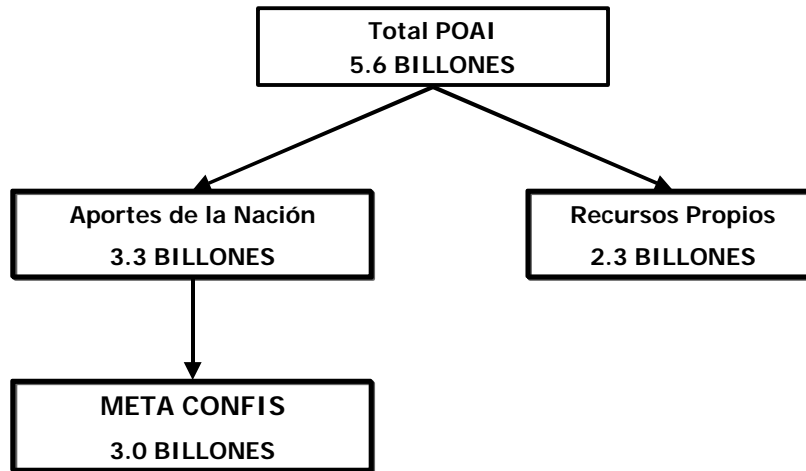 Total POAI
5.6 BILLONES
Aportes de la Nación
3.3 BILLONES
Recursos Propios
2.3 BILLONES
META CONFIS
3.0 BILLONES